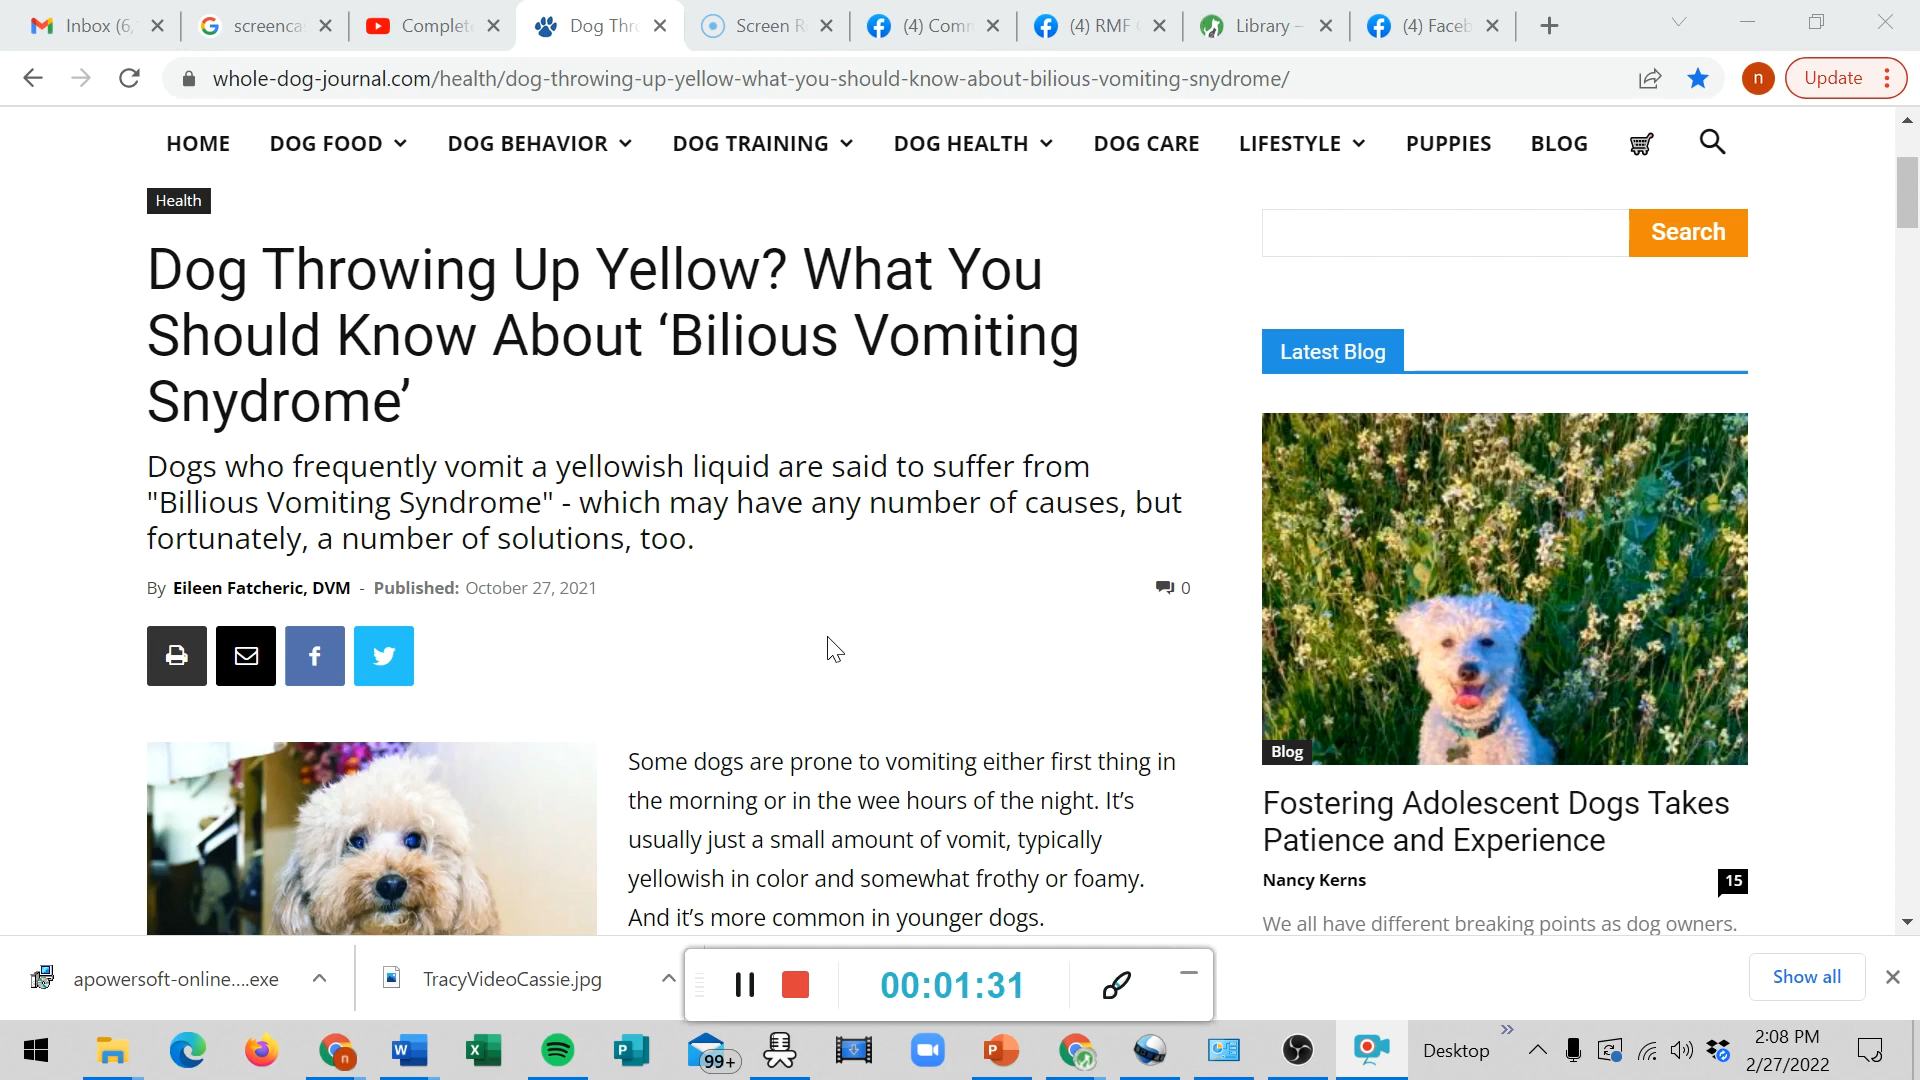 Inbox (6,
screenca
Complete
Dog Thro
Screen R
(4) Comm
(4) RMF
Library –
(4) Faceb
whole-dog-journal.com/health/dog-throwing-up-yellow-what-you-should-know-about-bilious-vomiting-snydrome/
n
Update
HOME
DOG FOOD
DOG BEHAVIOR
DOG TRAINING
DOG HEALTH
DOG CARE
LIFESTYLE
PUPPIES
BLOG
Health
Dog Throwing Up Yellow? What You
Should Know About ‘Bilious Vomiting
Snydrome’
Dogs who frequently vomit a yellowish liquid are said to suffer from
"Billious Vomiting Syndrome" - which may have any number of causes, but
fortunately, a number of solutions, too.
By Eileen Fatcheric, DVM - Published: October 27, 2021
0
Some dogs are prone to vomiting either first thing in
the morning or in the wee hours of the night. It’s
usually just a small amount of vomit, typically
yellowish in color and somewhat frothy or foamy.
And it’s more common in younger dogs.
Search
Latest Blog
Blog
Fostering Adolescent Dogs Takes
Patience and Experience
Nancy Kerns
15
We all have different breaking points as dog owners.
apowersoft-online....exe
TracyVideoCassie.jpg
00:01:31
Show all
99+
Desktop
2:08 PM
2/27/2022